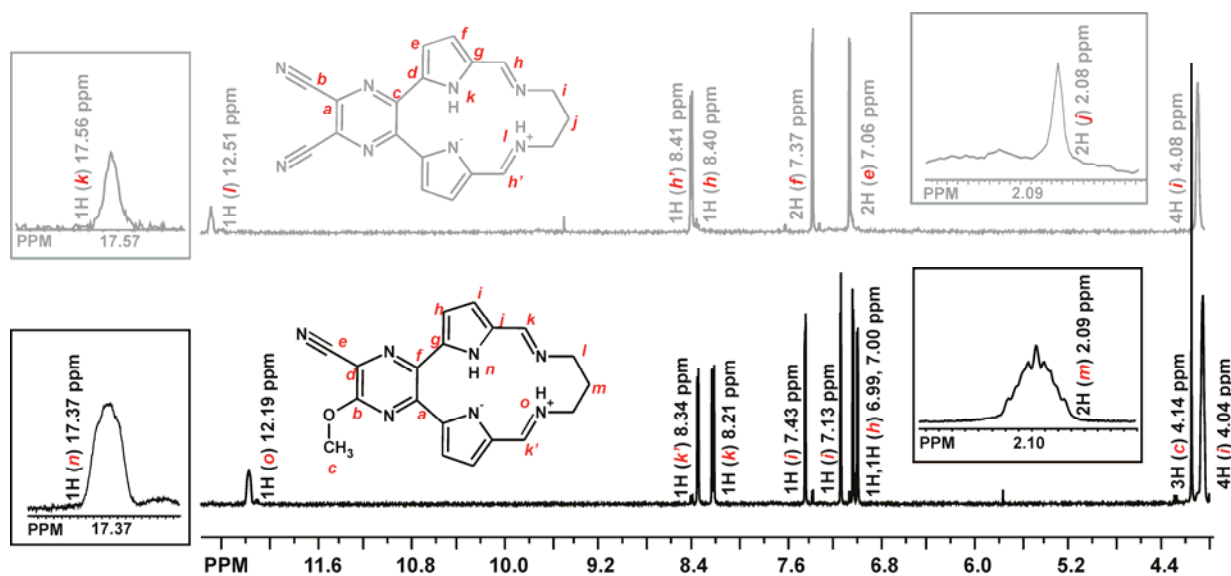 1H (k) 17.56 ppm
PPM 17.57
1H (l) 12.51 ppm
N
b
a
N
N
N
c
d
e
f
g
h
N
H
k
N
i
j
l
H
N+
N-
h'
1H (h') 8.41 ppm
1H (h) 8.40 ppm
2H (f) 7.37 ppm
2H (e) 7.06 ppm
2H (j) 2.08 ppm
PPM 2.09
4H (i) 4.08 ppm
1H (n) 17.37 ppm
PPM 17.37
1H (o) 12.19 ppm
N
e
d
N
N
b
O
CH3
c
f
a
g
h
i
j
k
N
H
n
N
l
m
o
H
N+
N-
k'
1H (k') 8.34 ppm
1H (k) 8.21 ppm
1H (i) 7.43 ppm
1H (i) 7.13 ppm
1H,1H (h) 6.99, 7.00 ppm
2H (m) 2.09 ppm
PPM 2.10
3H (c) 4.14 ppm
4H (l) 4.04 ppm
PPM 11.6 10.8 10.0 9.2 8.4 7.6 6.8 6.0 5.2 4.4